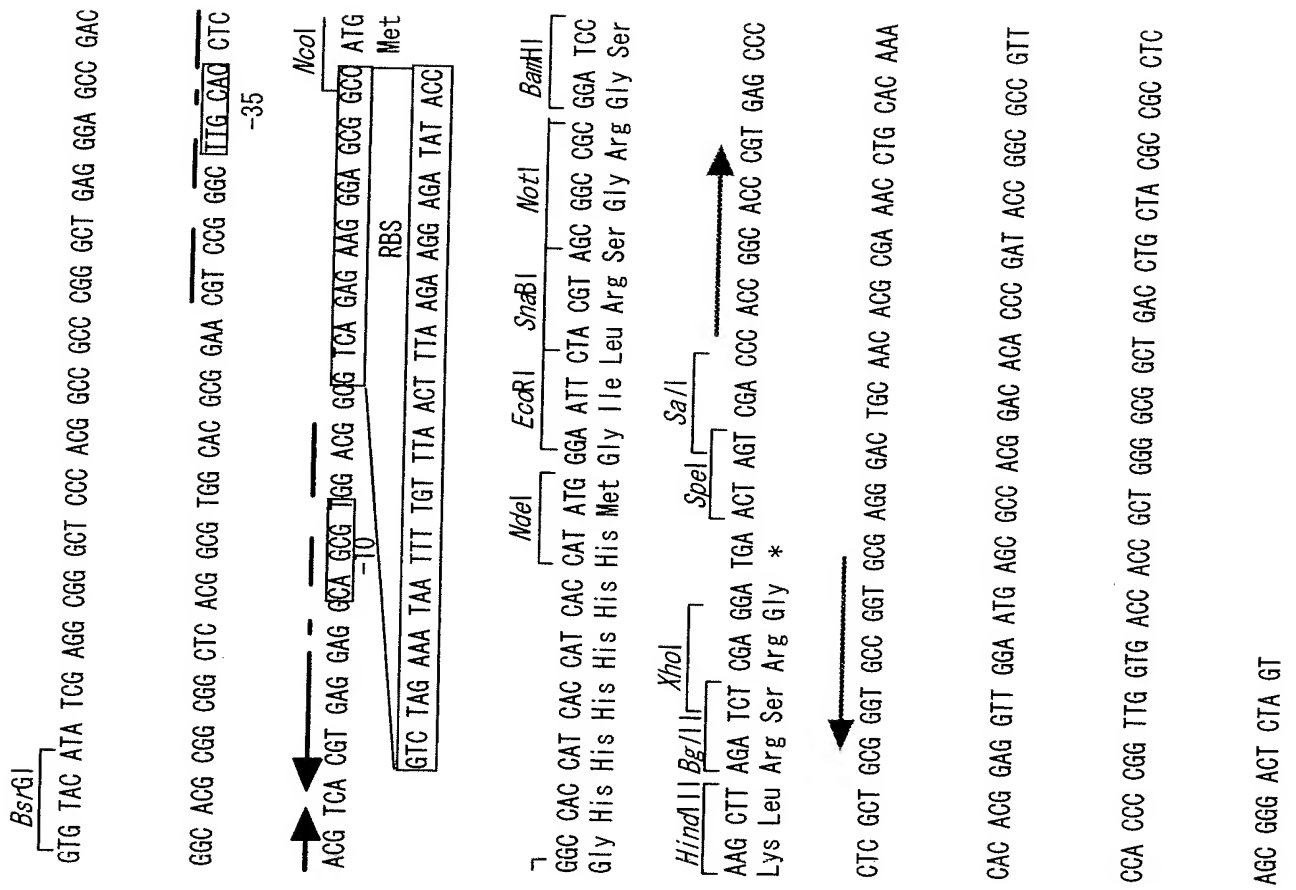 BsrGI
GTG TAC ATA TCG AGG CGG GCT CCC ACG GCC GCC CGG GCT GAG GGA GCC GAC
GGC ACG CGG CGG CTC ACG GCG TGG CAC GCG GAA CGT CCG GGC TTG CAC CTC
-35
NcoI
ACG TCA CGT GAG GAG GCA GCG TGG ACG GCG TCA GAG AAG GGA GCG GCC ATG
-10
Met
RBS
GTC TAG AAA TAA TTT TGT TTA ACT TTA AGA AGG AGA TAT ACC
NdeI EcoRI SnaBI NotI BamHI
GGC CAC CAT CAC CAC CAT CAC CAT ATG GGA ATT CTA CGT AGC GGC CGC GGA TCC
Gly His His His His His His His Met Gly Ile Leu Arg Ser Gly Arg Gly Ser
HindIII BglII XhoI SpeI SalI
AAG CTT AGA TCT CGA GGA TGA ACT AGT CGA CCC ACC GGC ACC CGT GAG CCC
Lys Leu Arg Ser Arg Gly *
CTC GCT GCG GGT GCC GGT GCG AGG GAC TGC AAC ACG CGA AAC CTG CAC AAA
CAC ACG GAG GTT GGA ATG AGC GCC ACG GAC ACA CCC GAT ACC GGC GCC GTT
CCA CCC CGG TTG GTG ACC ACC GCT GGG GCG GCT GAC CTG CTA CGC CGC CTC
AGC GGG ACT CTA GT